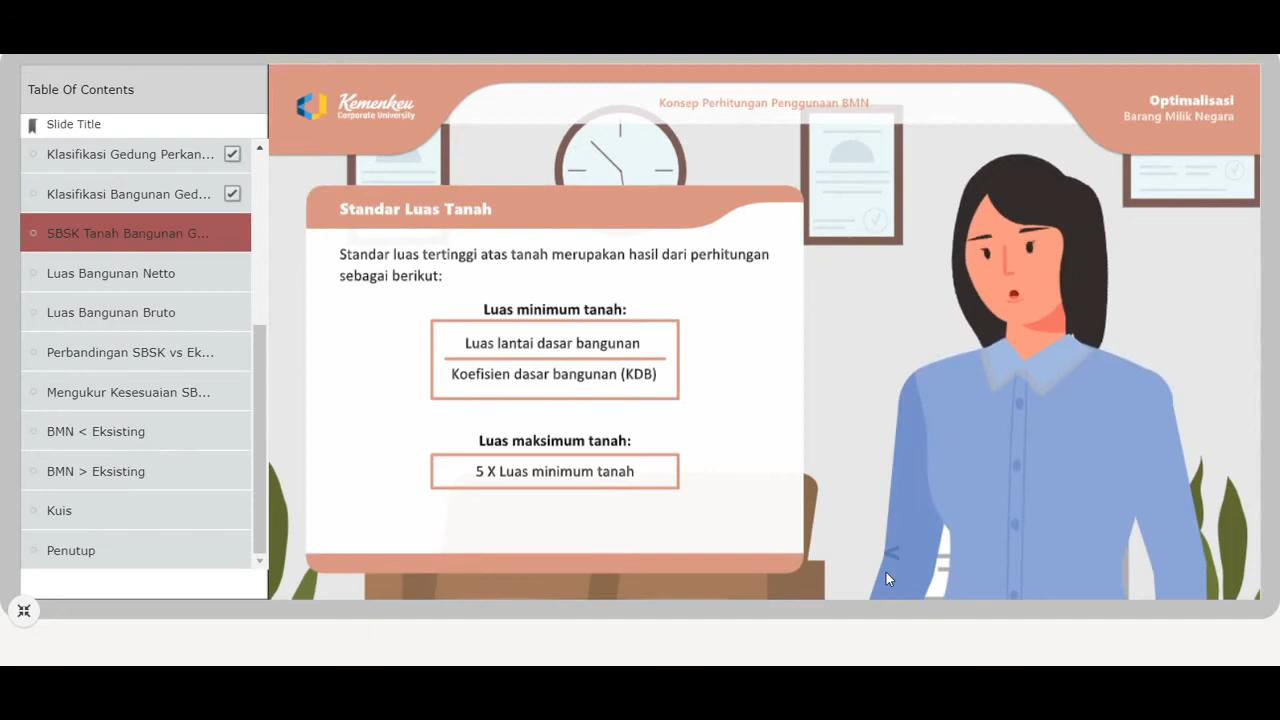 Table Of Contents
Slide Title
Klasifikasi Gedung Perkan...
Klasifikasi Bangunan Ged...
SBSK Tanah Bangunan G...
Luas Bangunan Netto
Luas Bangunan Bruto
Perbandingan SBSK vs Ek...
Mengukur Kesesuaian SB...
BMN < Eksisting
BMN > Eksisting
Kuis
Penutup
Kemenkeu
Corporate University
Konsep Perhitungan Penggunaan BMN
Optimalisasi
Barang Milik Negara
Standar Luas Tanah
Standar luas tertinggi atas tanah merupakan hasil dari perhitungan
sebagai berikut:
Luas minimum tanah:
Luas lantai dasar bangunan
Koefisien dasar bangunan (KDB)
Luas maksimum tanah:
5 X Luas minimum tanah